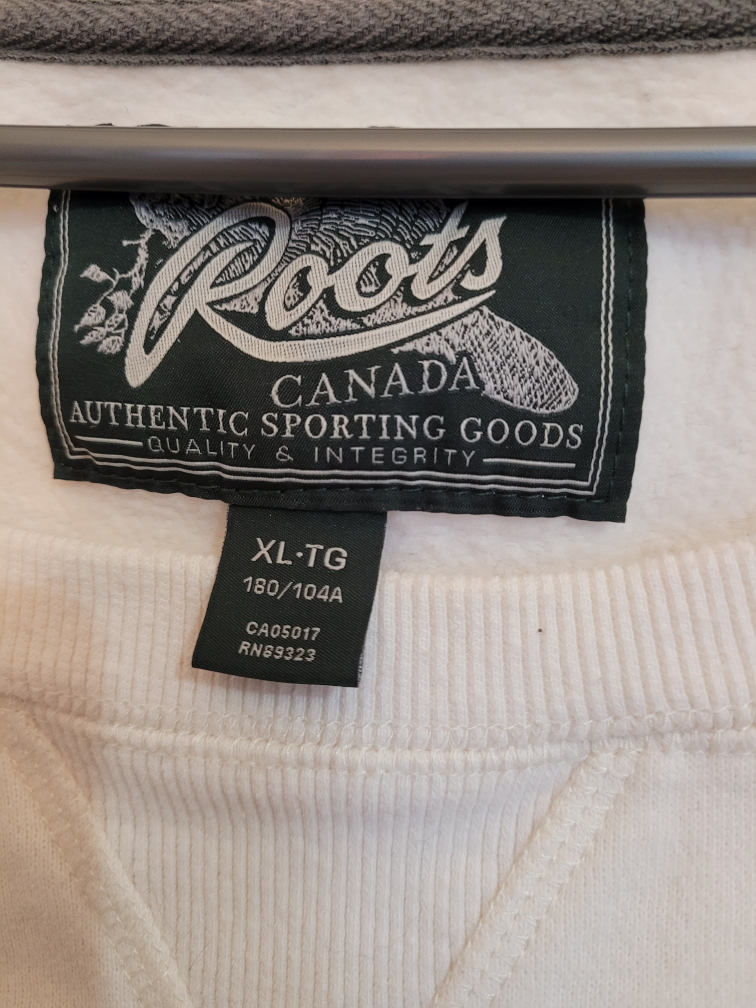 Roots
CANADA
AUTHENTIC SPORTING GOODS
QUALITY & INTEGRITY
XL·TG
180/104A
CA05017
RN89323